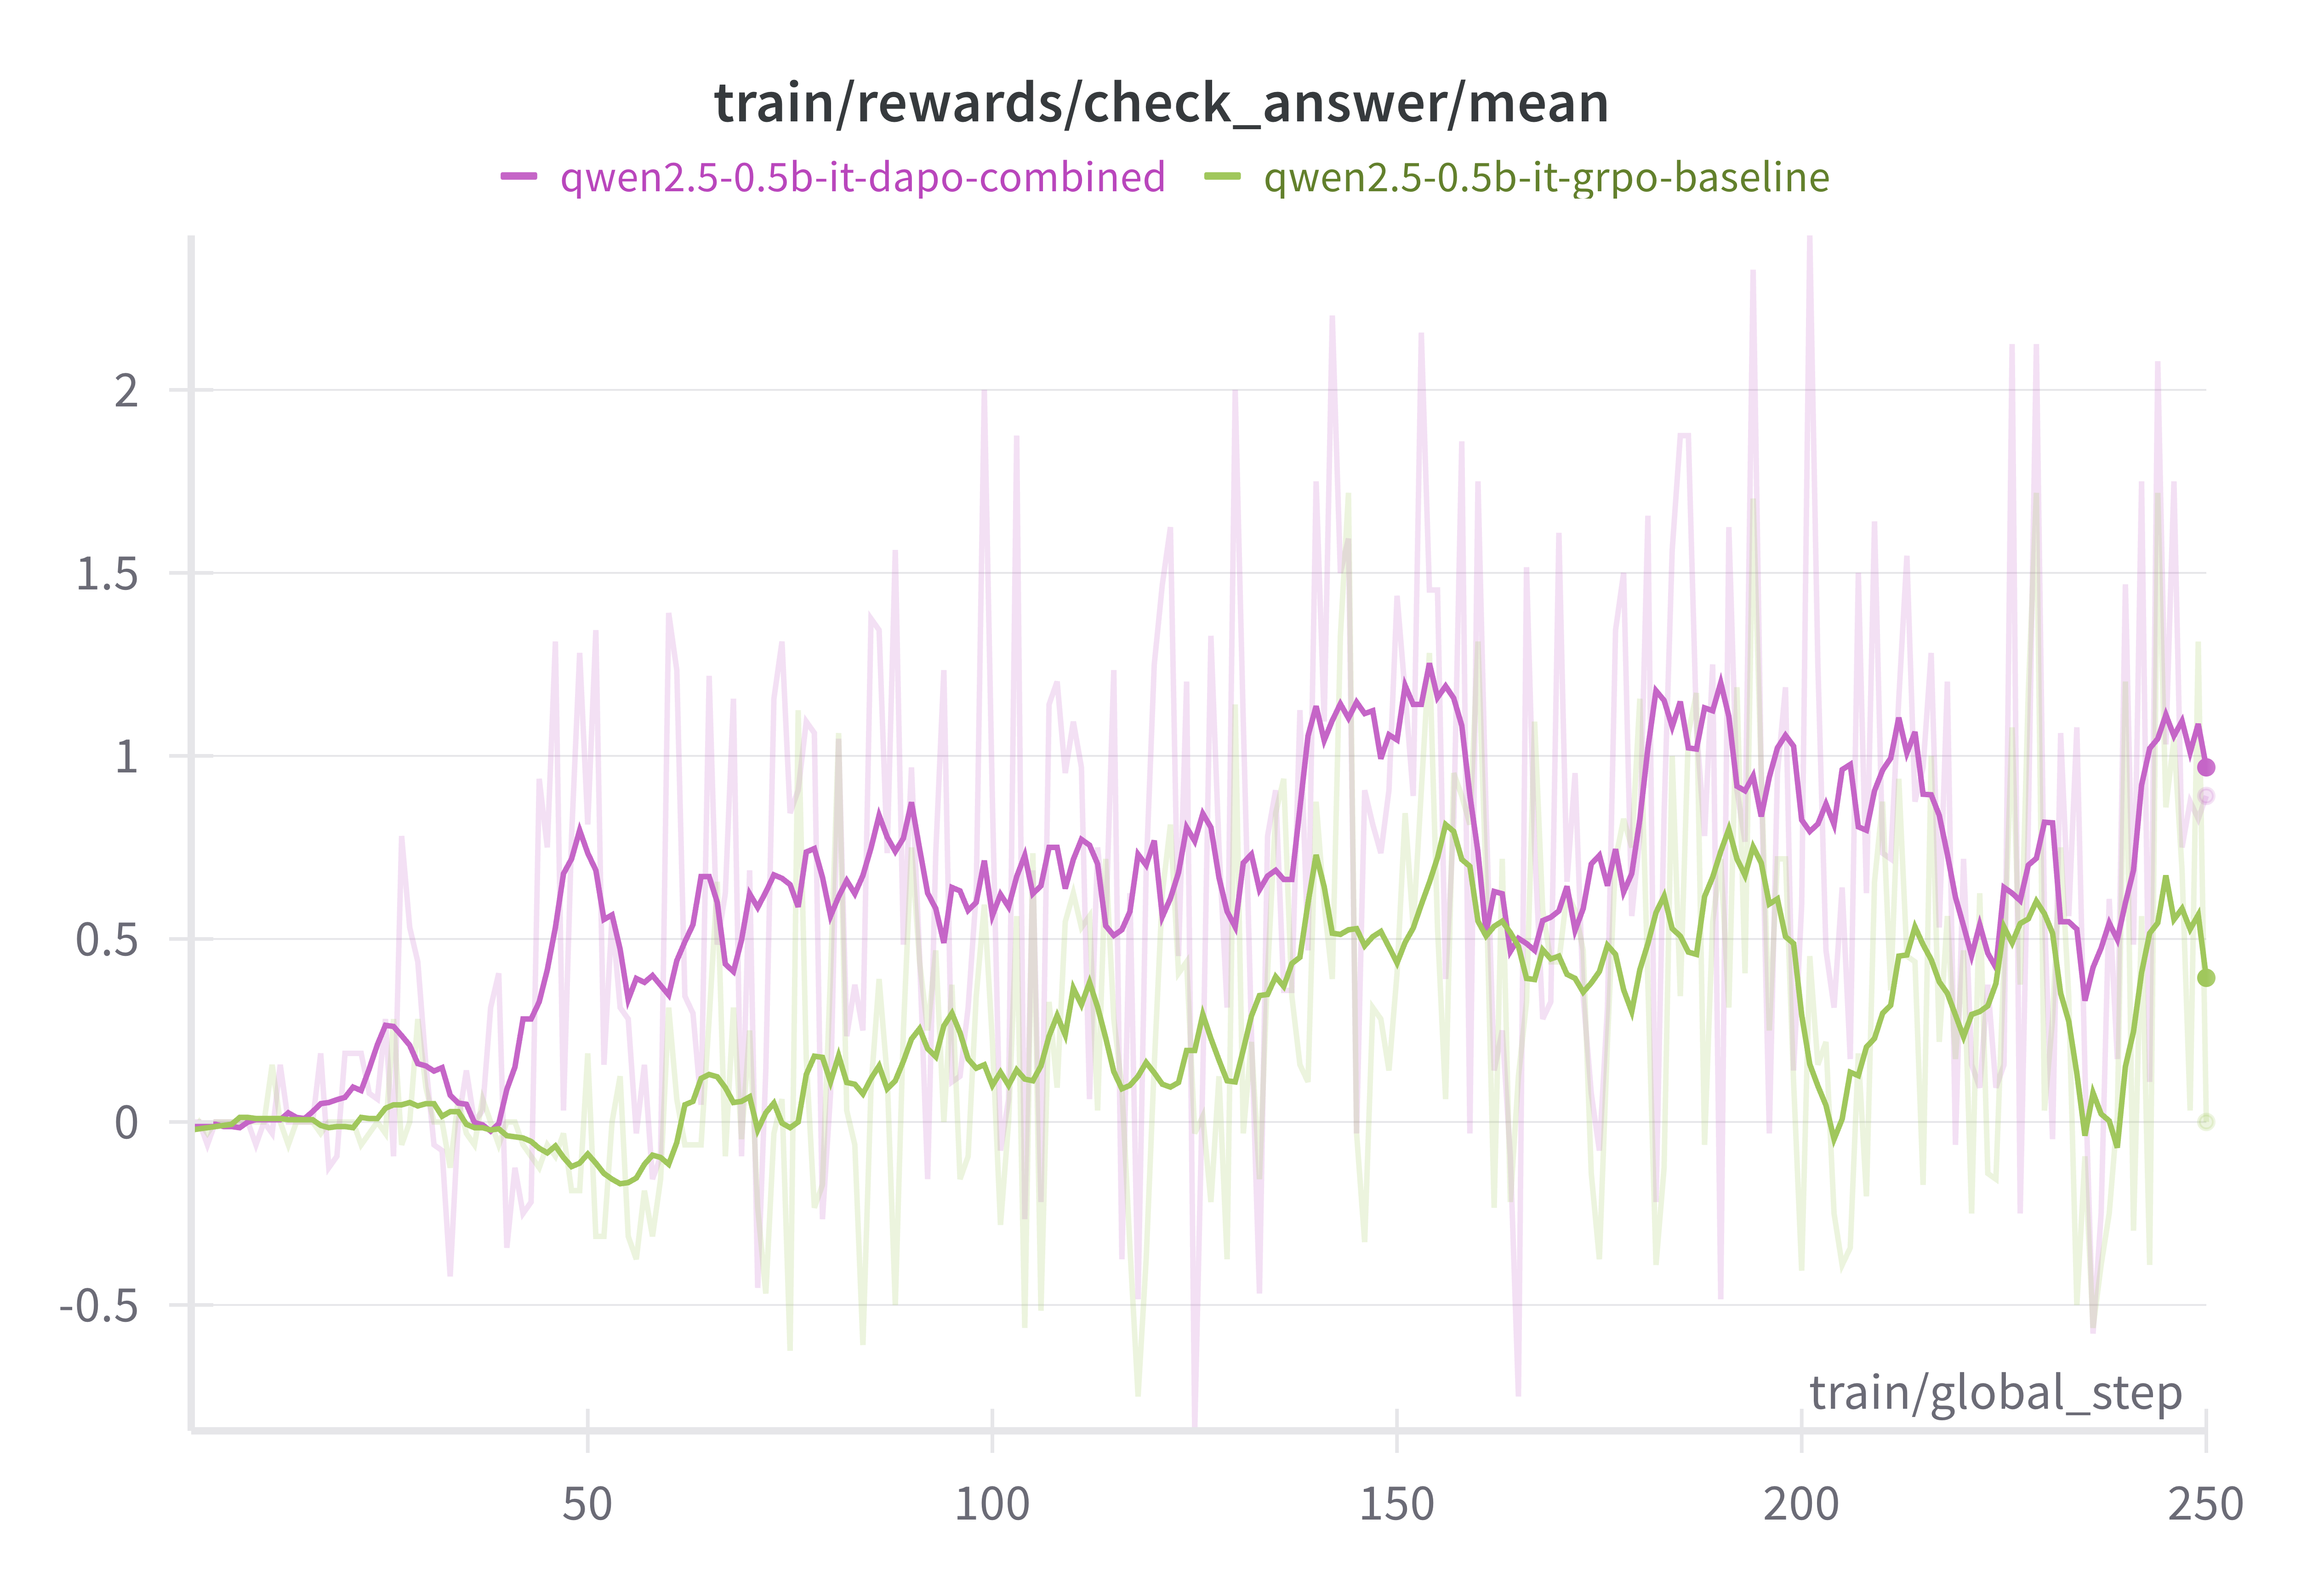 train/rewards/check_answer/mean
qwen2.5-0.5b-it-dapo-combined qwen2.5-0.5b-it-grpo-baseline
2
1.5
1
0.5
0
-0.5
train/global_step
50 100 150 200 250